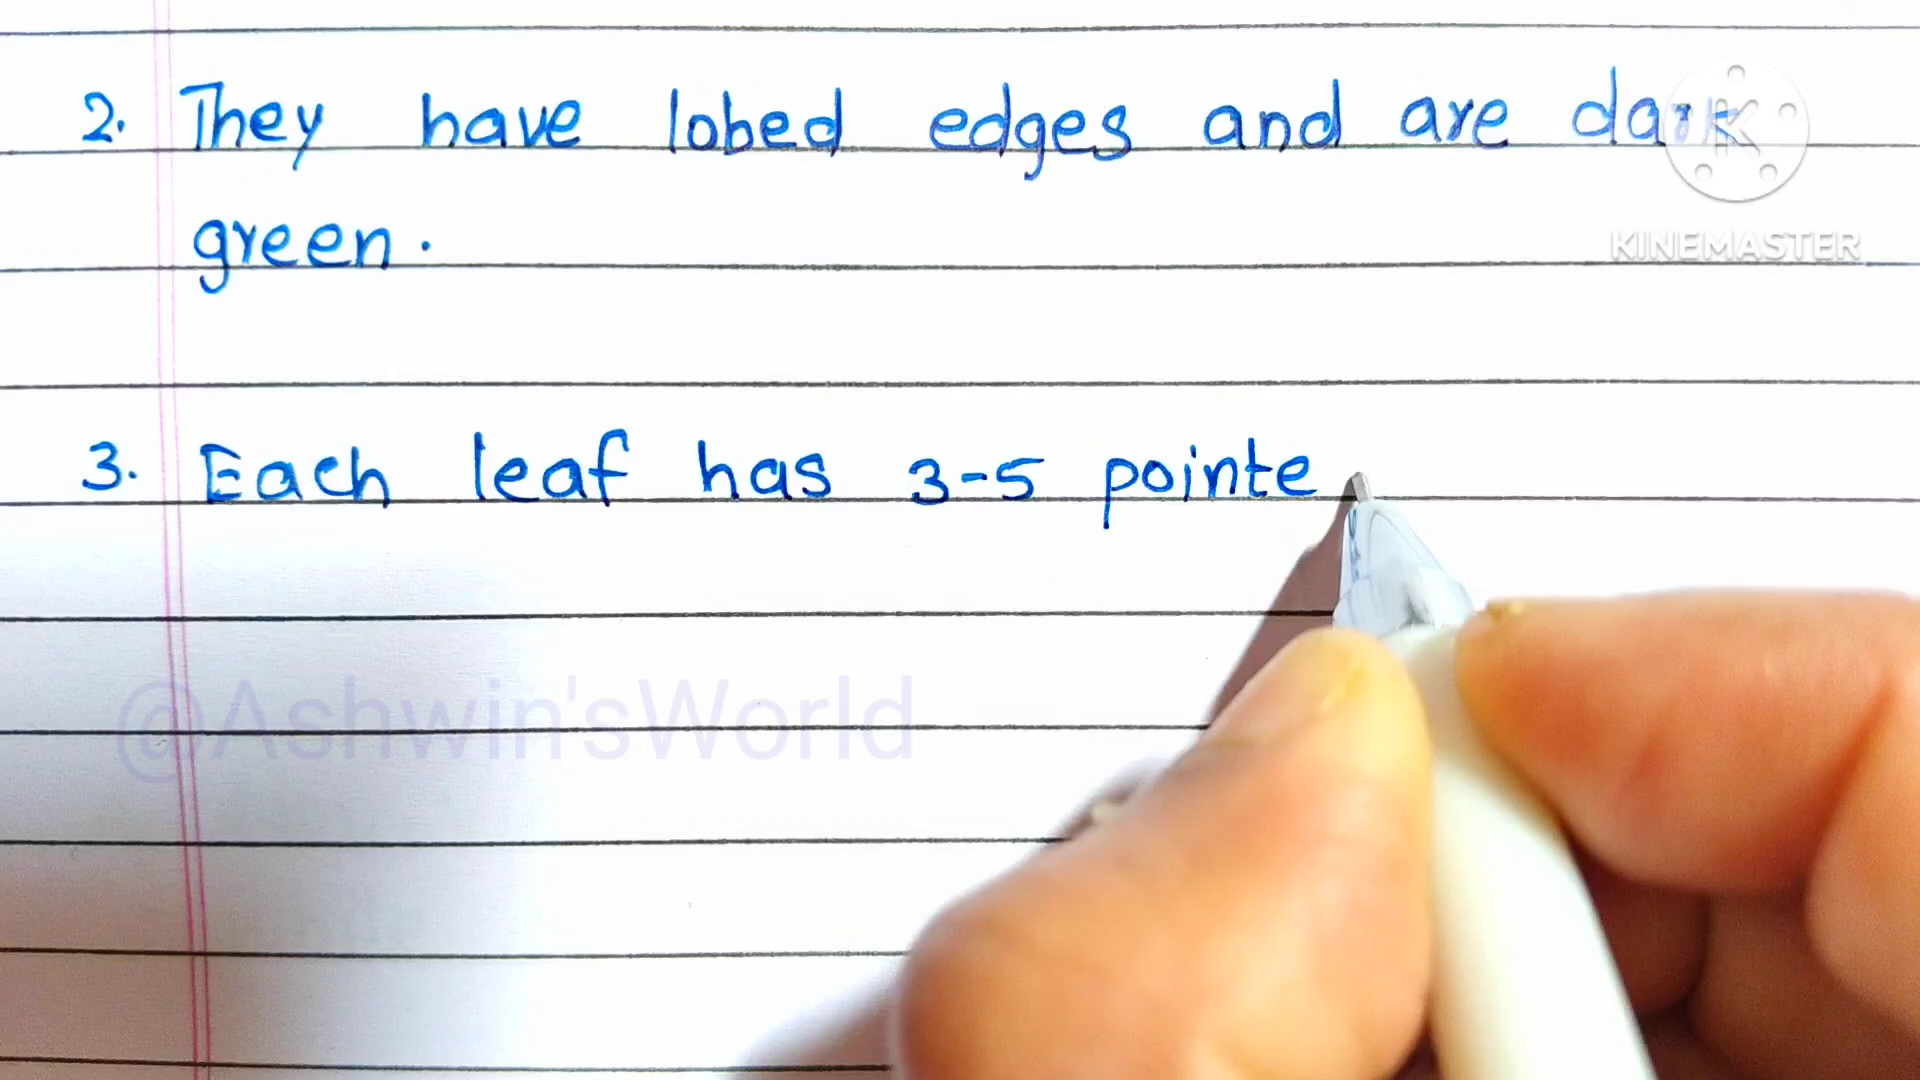 2. They have lobed edges and are dark
KINEMASTER
green.
3. Each leaf has 3-5 pointe
@Ashwin'sWorld